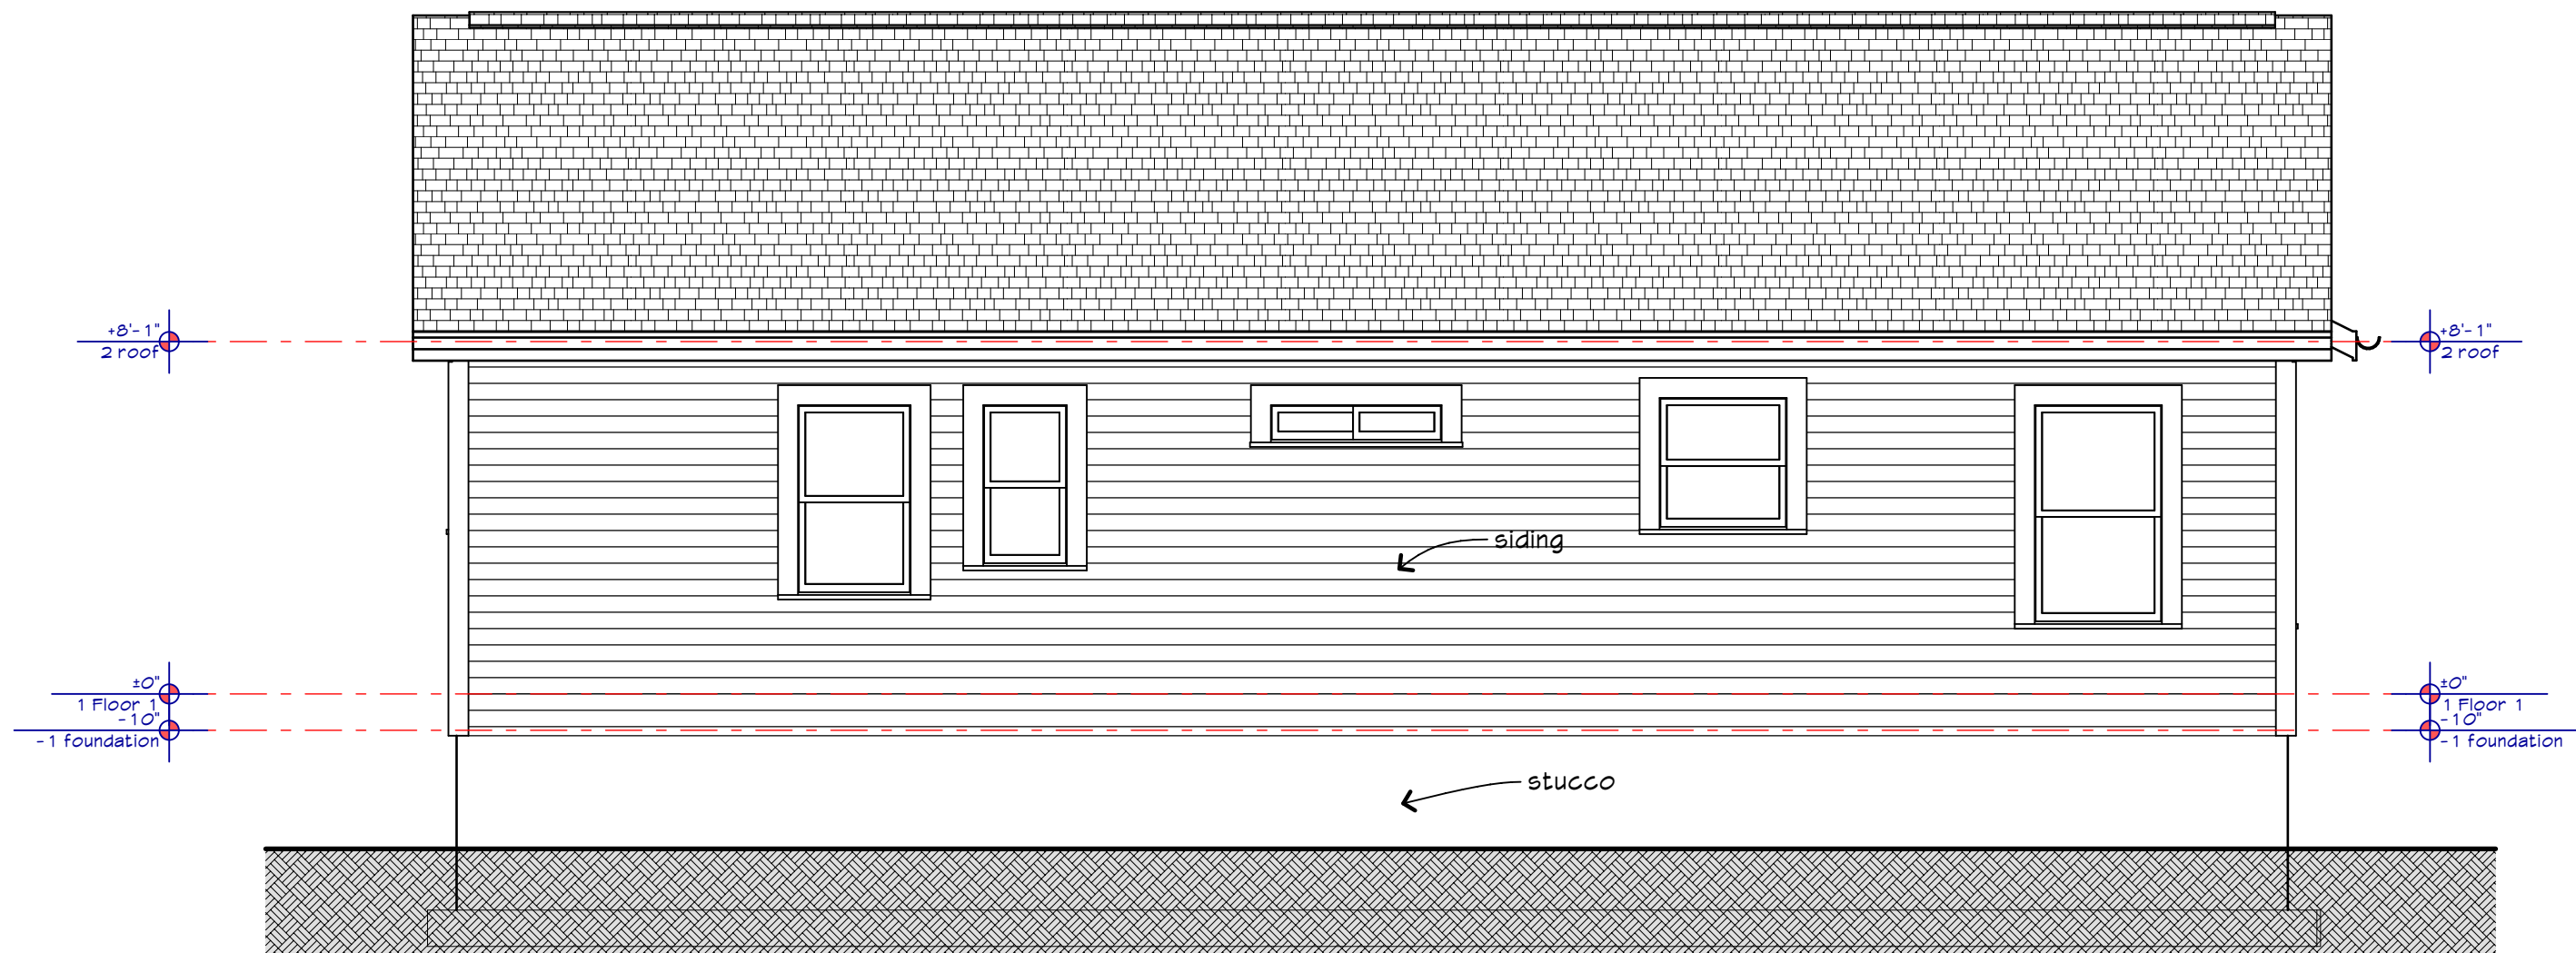 +8'-1"
2 roof
+8'-1"
2 roof
siding
±0"
1 Floor 1
-10"
-1 foundation
±0"
1 Floor 1
-10"
-1 foundation
stucco